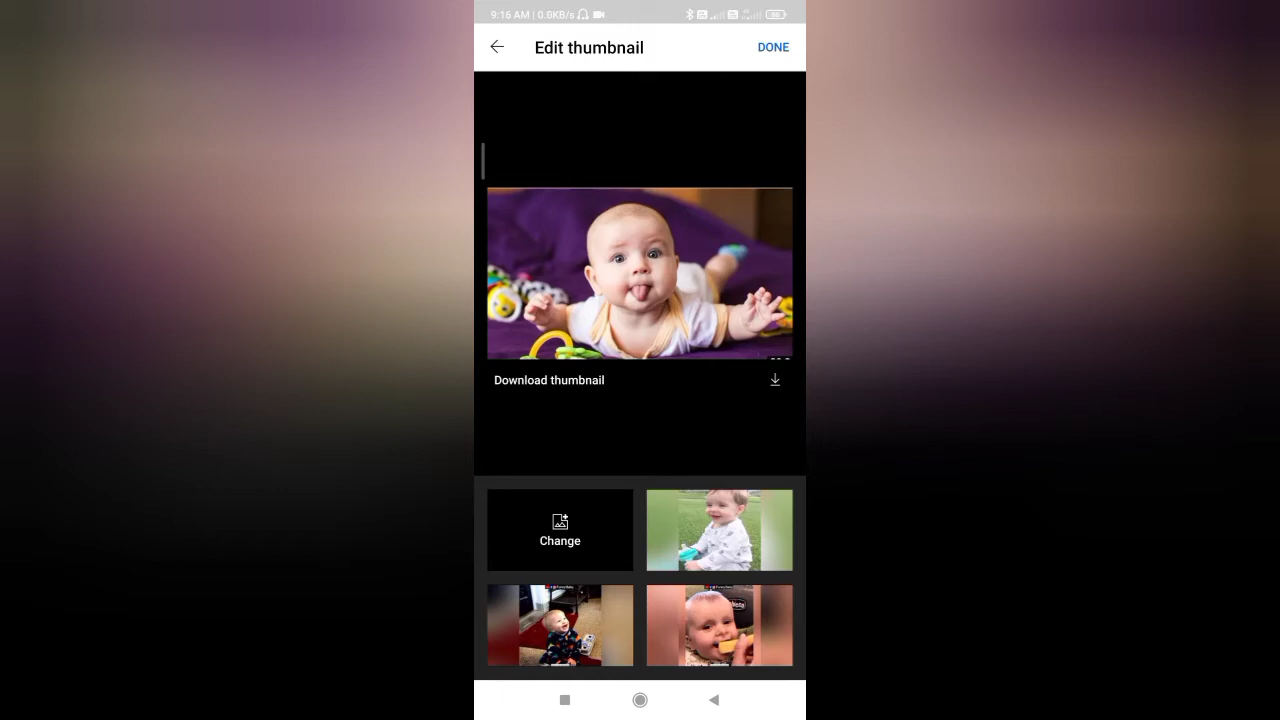 9:16 AM | 0.0KB/s
Edit thumbnail
DONE
Download thumbnail
Change